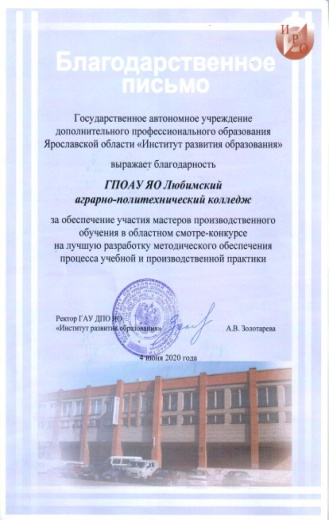 ИРО
Благодарственное
письмо
Государственное автономное учреждение
дополнительного профессионального образования
Ярославской области «Институт развития образования»
выражает благодарность
ГПОАУ ЯО Любимский
аграрно-политехнический колледж
за обеспечение участия мастеров производственного
обучения в областном смотре-конкурсе
на лучшую разработку методического обеспечения
процесса учебной и производственной практики
Ректор ГАУ ДПО ЯО
«Институт развития образования»
А.В. Золотарева
4 июня 2020 года